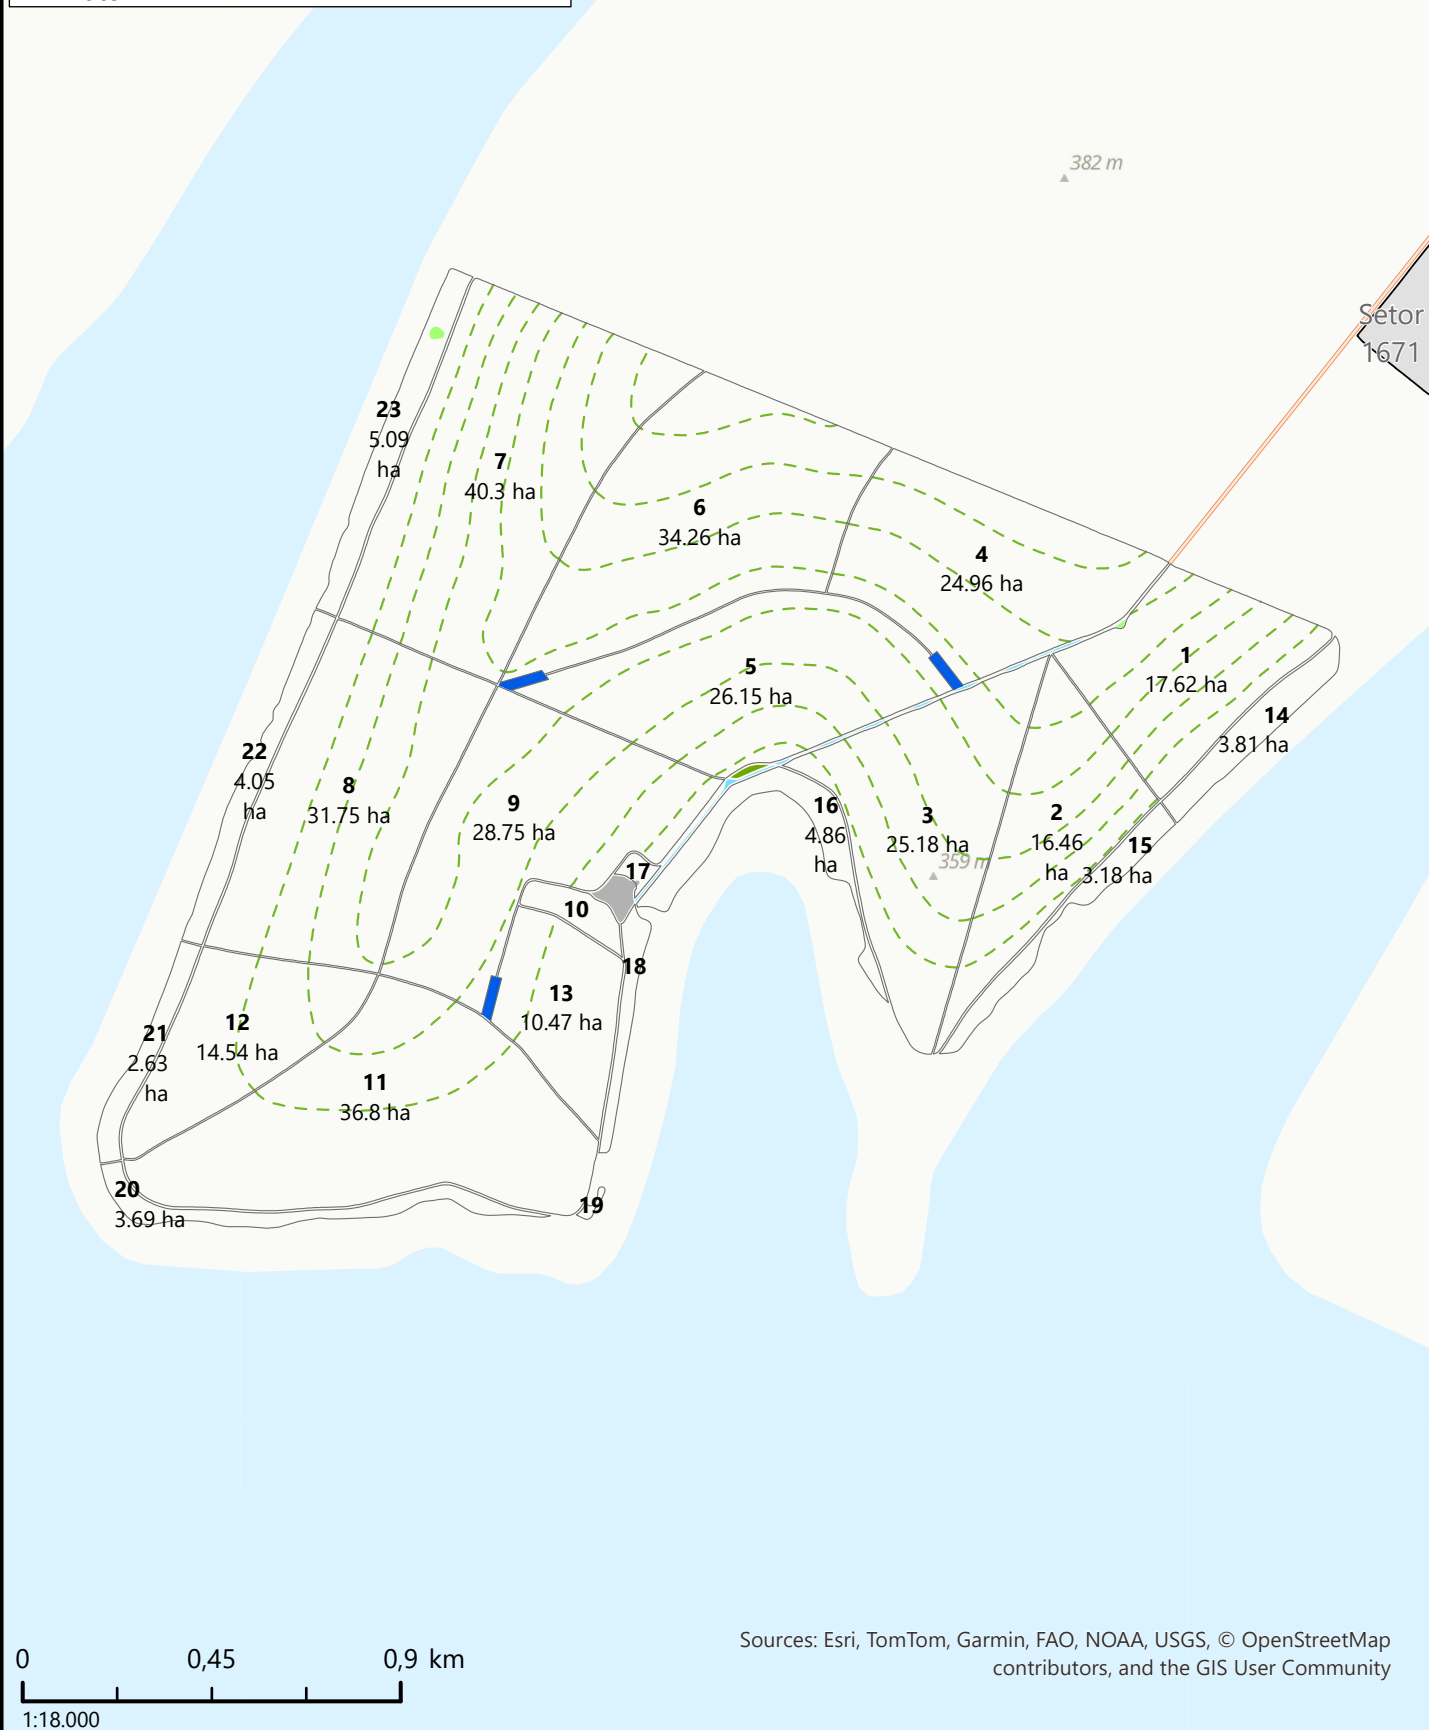 382 m
Setor
1671
23
5.09
ha
7
40.3 ha
6
34.26 ha
4
24.96 ha
1
17.62 ha
5
26.15 ha
14
3.81 ha
22
4.05
ha
8
31.75 ha
9
28.75 ha
16
4.86
ha
3
25.18 ha
359 m
2
16.46
ha
15
3.18 ha
17
10
18
13
10.47 ha
21
2.63
ha
12
14.54 ha
11
36.8 ha
20
3.69 ha
19
0 0,45 0,9 km
1:18.000
Sources: Esri, TomTom, Garmin, FAO, NOAA, USGS, © OpenStreetMap
contributors, and the GIS User Community